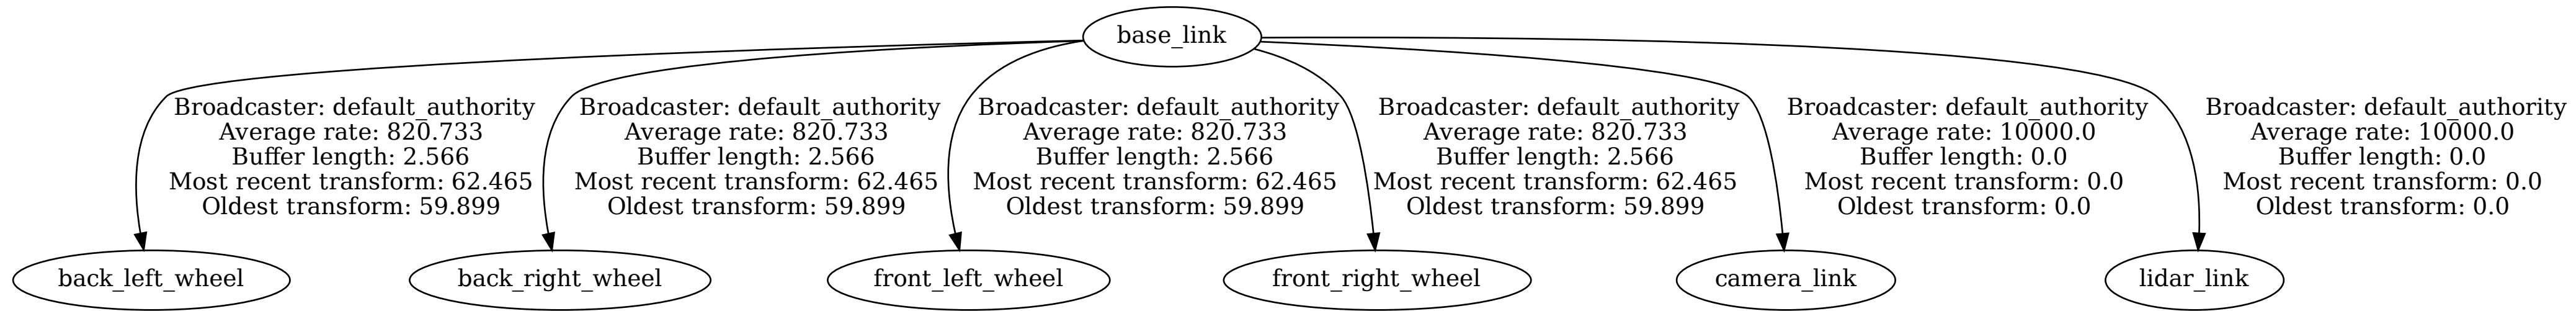 base_link
Broadcaster: default_authority
Average rate: 820.733
Buffer length: 2.566
Most recent transform: 62.465
Oldest transform: 59.899
Broadcaster: default_authority
Average rate: 820.733
Buffer length: 2.566
Most recent transform: 62.465
Oldest transform: 59.899
Broadcaster: default_authority
Average rate: 820.733
Buffer length: 2.566
Most recent transform: 62.465
Oldest transform: 59.899
Broadcaster: default_authority
Average rate: 820.733
Buffer length: 2.566
Most recent transform: 62.465
Oldest transform: 59.899
Broadcaster: default_authority
Average rate: 10000.0
Buffer length: 0.0
Most recent transform: 0.0
Oldest transform: 0.0
Broadcaster: default_authority
Average rate: 10000.0
Buffer length: 0.0
Most recent transform: 0.0
Oldest transform: 0.0
back_left_wheel
back_right_wheel
front_left_wheel
front_right_wheel
camera_link
lidar_link